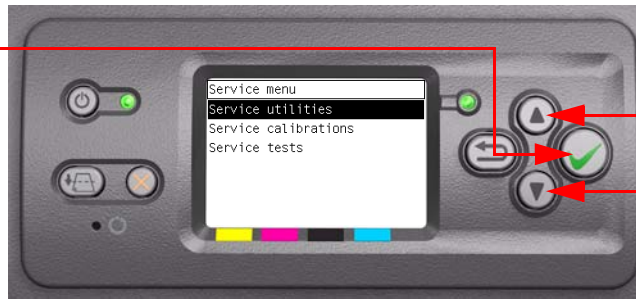 Service menu
Service utilities
Service calibrations
Service tests